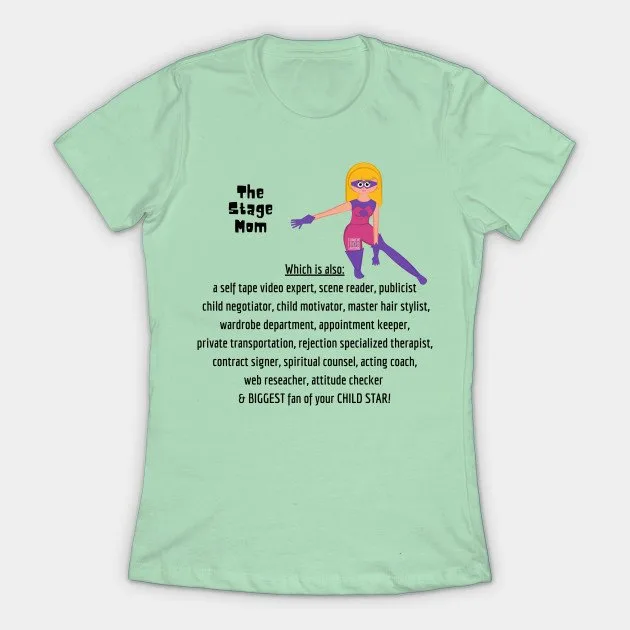 The
Stage
Mom
Which is also:
a self tape video expert, scene reader, publicist
child negotiator, child motivator, master hair stylist,
wardrobe department, appointment keeper,
private transportation, rejection specialized therapist,
contract signer, spiritual counsel, acting coach,
web reseacher, attitude checker
& BIGGEST fan of your CHILD STAR!